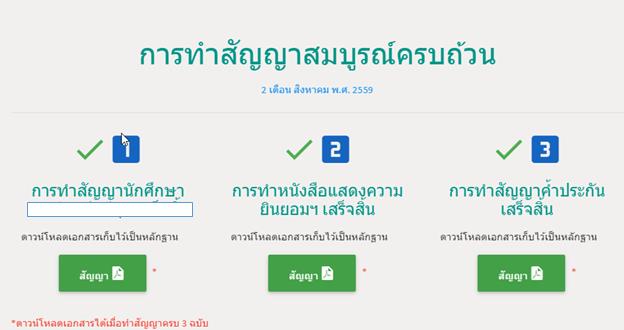 การทำสัญญาสมบูรณ์ครบถ้วน
2 เดือน สิงหาคม พ.ศ. 2559
1 2 3
การทำสัญญานักศึกษา
การทำหนังสือแสดงความ
ยินยอมฯ เสร็จสิ้น
การทำสัญญาค้ำประกัน
เสร็จสิ้น
ดาวน์โหลดเอกสารเก็บไว้เป็นหลักฐาน
ดาวน์โหลดเอกสารเก็บไว้เป็นหลักฐาน
ดาวน์โหลดเอกสารเก็บไว้เป็นหลักฐาน
สัญญา *
สัญญา *
สัญญา *
*ดาวน์โหลดเอกสารได้เมื่อทำสัญญาครบ 3 ฉบับ